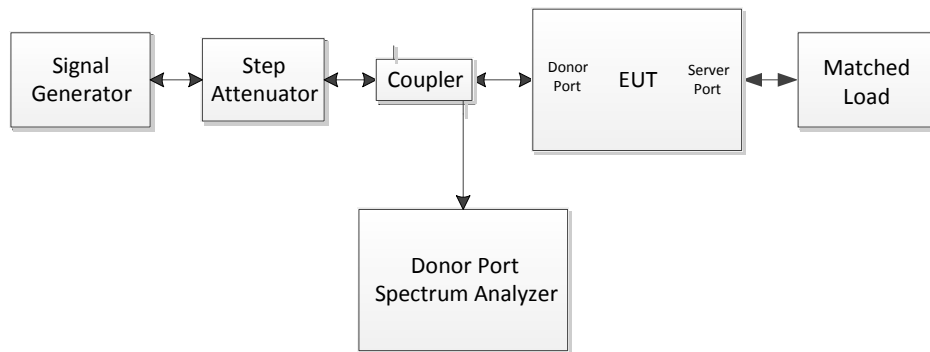 Signal
Generator
Step
Attenuator
Coupler
Donor
Port
EUT
Server
Port
Matched
Load
Donor Port
Spectrum Analyzer